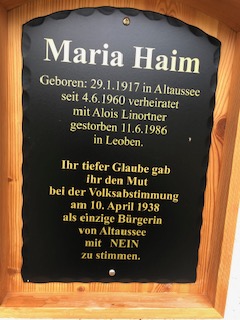 Maria Haim
Geboren: 29.1.1917 in Altaussee
seit 4.6.1960 verheiratet
mit Alois Linortner
gestorben 11.6.1986
in Leoben.
Ihr tiefer Glaube gab
ihr den Mut
bei der Volksabstimmung
am 10. April 1938
als einzige Bürgerin
von Altaussee
mit NEIN
zu stimmen.